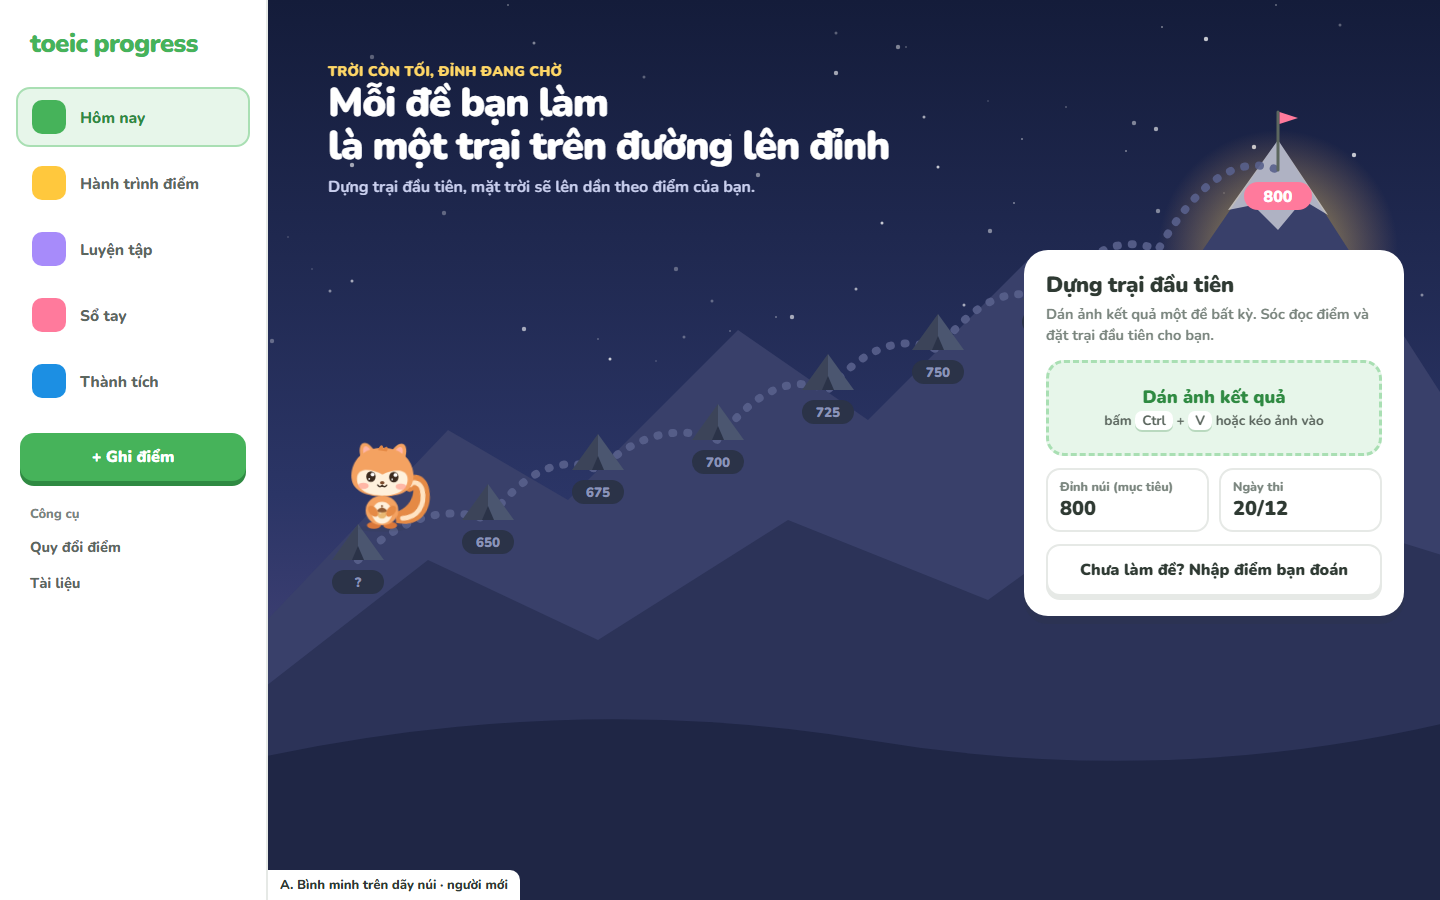 toeic progress
Hôm nay
Hành trình điểm
Luyện tập
Sổ tay
Thành tích
+ Ghi điểm
Công cụ
Quy đổi điểm
Tài liệu
TRỜI CÒN TỐI, ĐỈNH ĐANG CHỜ
Mỗi đề bạn làm
là một trại trên đường lên đỉnh
Dựng trại đầu tiên, mặt trời sẽ lên dần theo điểm của bạn.
800
750
725
700
675
650
?
Dựng trại đầu tiên
Dán ảnh kết quả một đề bất kỳ. Sóc đọc điểm và
đặt trại đầu tiên cho bạn.
Dán ảnh kết quả
bấm Ctrl + V hoặc kéo ảnh vào
Đỉnh núi (mục tiêu)
800
Ngày thi
20/12
Chưa làm đề? Nhập điểm bạn đoán
A. Bình minh trên dãy núi · người mới